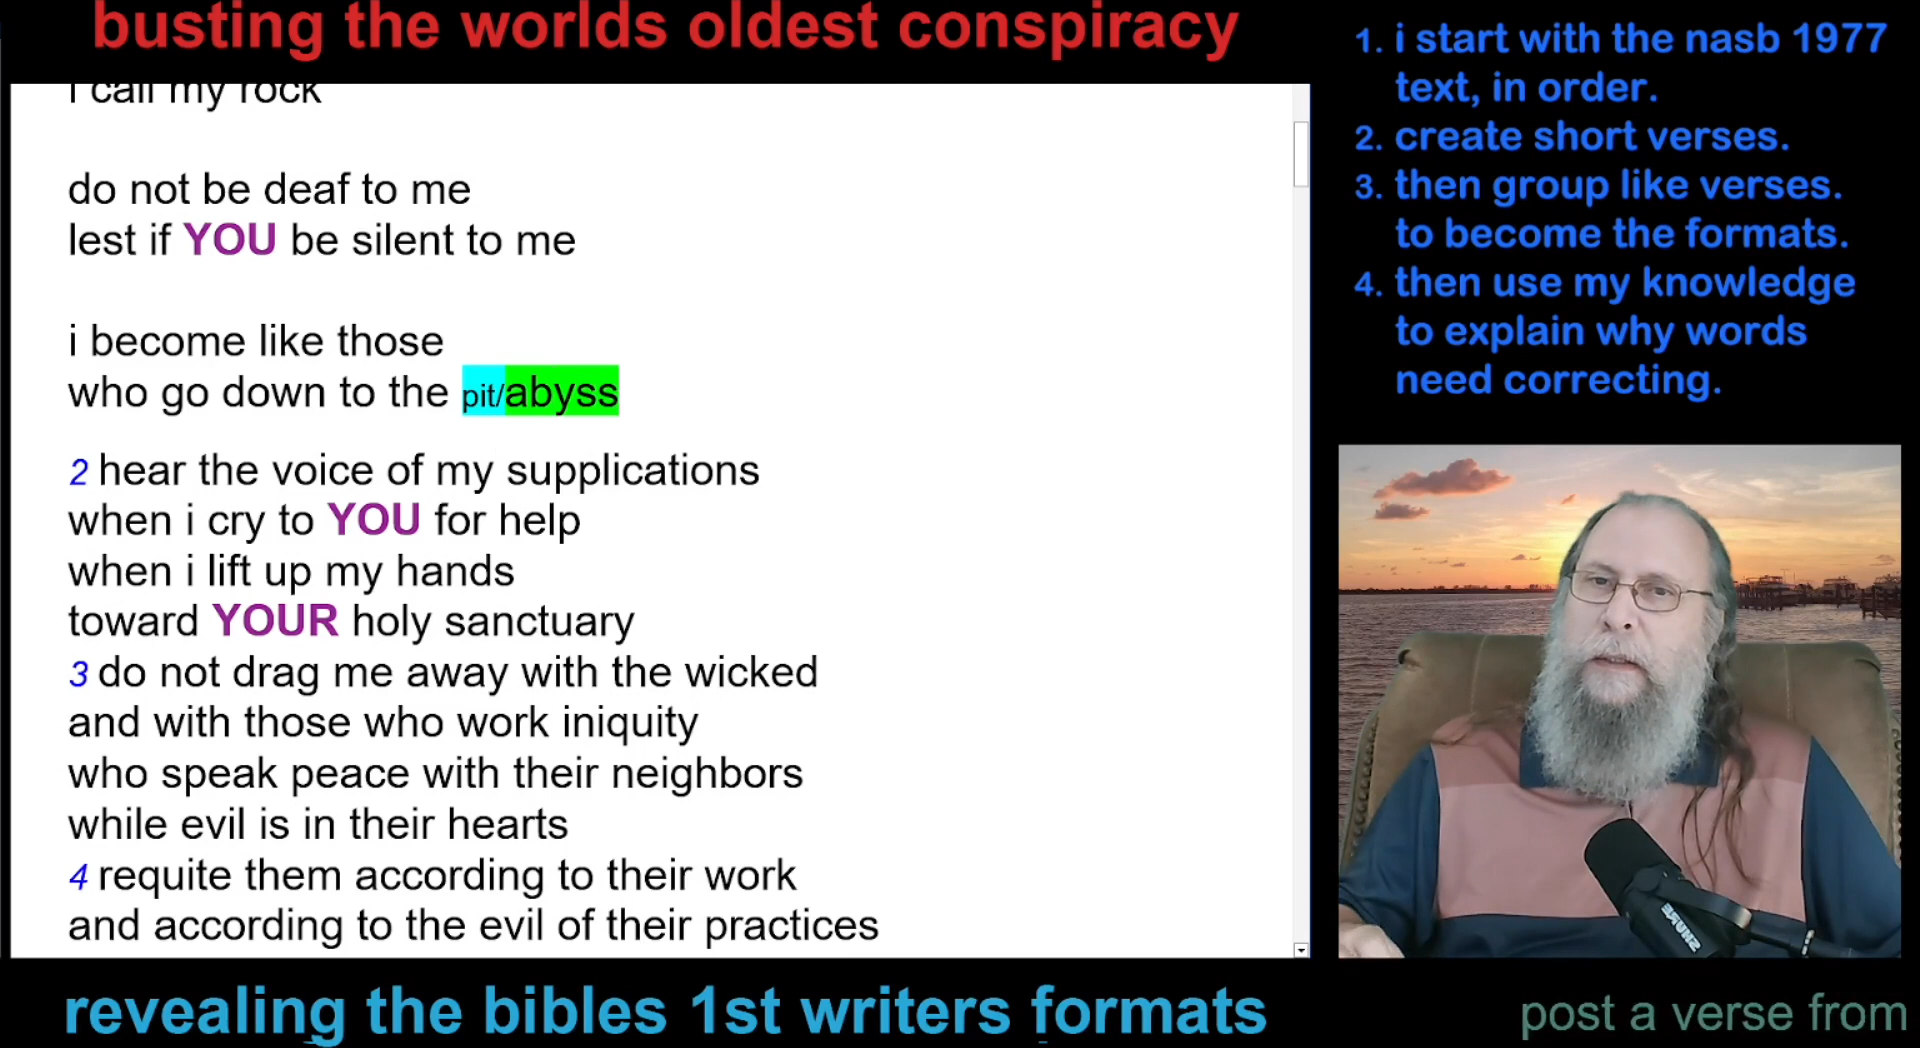 busting the worlds oldest conspiracy
i call my rock
do not be deaf to me
lest if YOU be silent to me
i become like those
who go down to the pit/abyss
2 hear the voice of my supplications
when i cry to YOU for help
when i lift up my hands
toward YOUR holy sanctuary
3 do not drag me away with the wicked
and with those who work iniquity
who speak peace with their neighbors
while evil is in their hearts
4 requite them according to their work
and according to the evil of their practices
revealing the bibles 1st writers formats
1. i start with the nasb 1977
text, in order.
2. create short verses.
3. then group like verses.
to become the formats.
4. then use my knowledge
to explain why words
need correcting.
SHURE
post a verse from